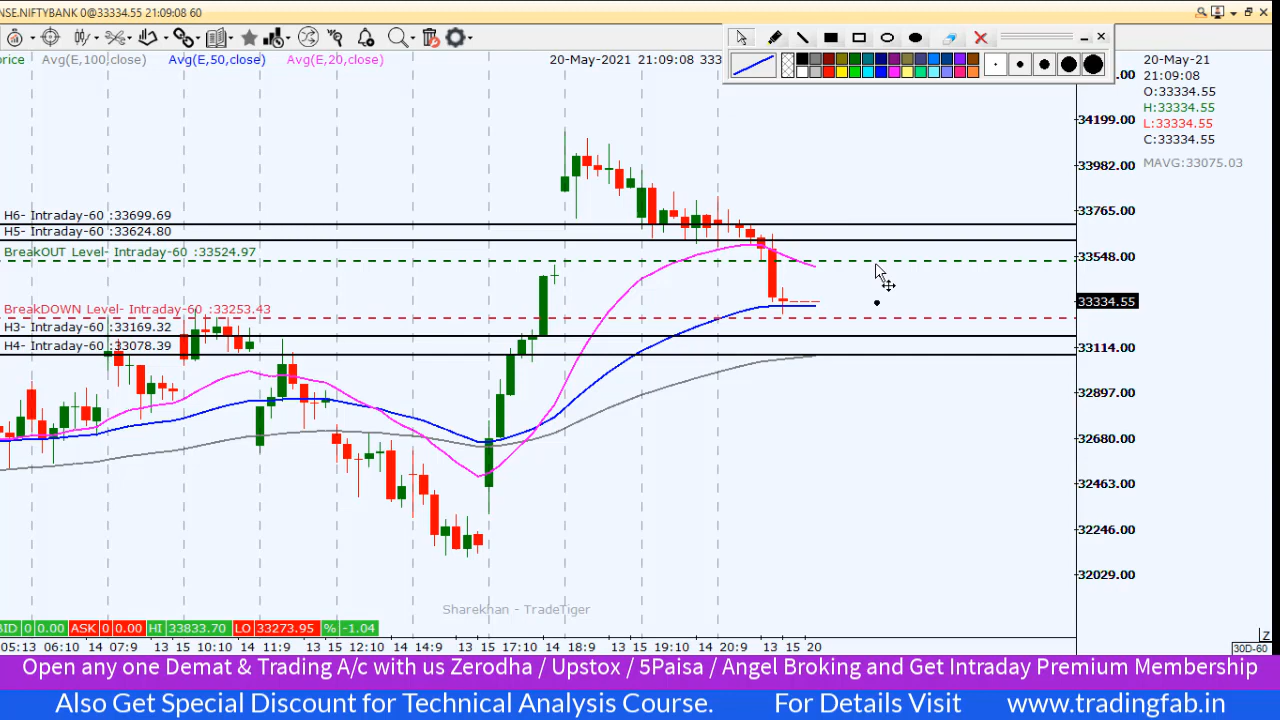 NSE.NIFTYBANK 0@33334.55 21:09:08 60
price Avg(E,100,close) Avg(E,50,close) Avg(E,20,close) 20-May-2021 21:09:08 333
20-May-21
21:09:08
O:33334.55
H:33334.55
L:33334.55
C:33334.55
MAVG:33075.03
.00
34199.00
33982.00
33765.00
33548.00
33334.55
33114.00
32897.00
32680.00
32463.00
32246.00
32029.00
H6- Intraday-60 :33699.69
H5- Intraday-60 :33624.80
BreakOUT Level- Intraday-60 :33524.97
BreakDOWN Level- Intraday-60 :33253.43
H3- Intraday-60 :33169.32
H4- Intraday-60 :33078.39
Sharekhan - TradeTiger
BID 0 0.00 ASK 0 0.00 HI 33833.70 LO 33273.95 % -1.04
Z
05:13 06:10 14 07:9 13 15 10:10 14 11:9 13 15 12:10 14 14:9 13 15 17:10 14 18:9 13 15 19:10 14 20:9 13 15 20
30D-60
Open any one Demat & Trading A/c with us Zerodha / Upstox / 5Paisa / Angel Broking and Get Intraday Premium Membership
Also Get Special Discount for Technical Analysis Course. For Details Visit www.tradingfab.in